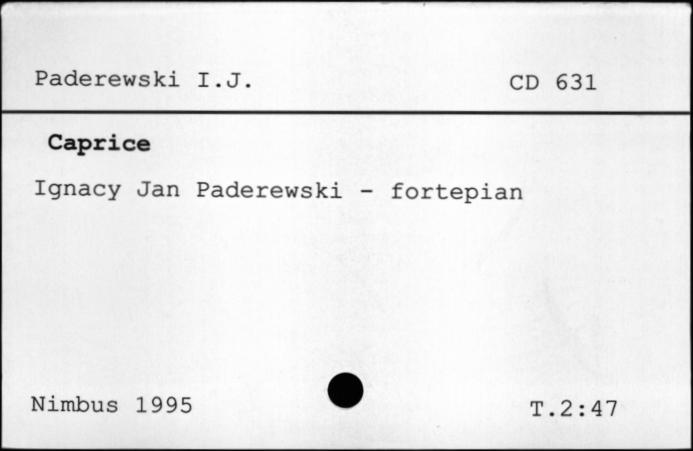 Paderewski I.J. CD 631
Caprice
Ignacy Jan Paderewski - fortepian
Nimbus 1995 T.2:47